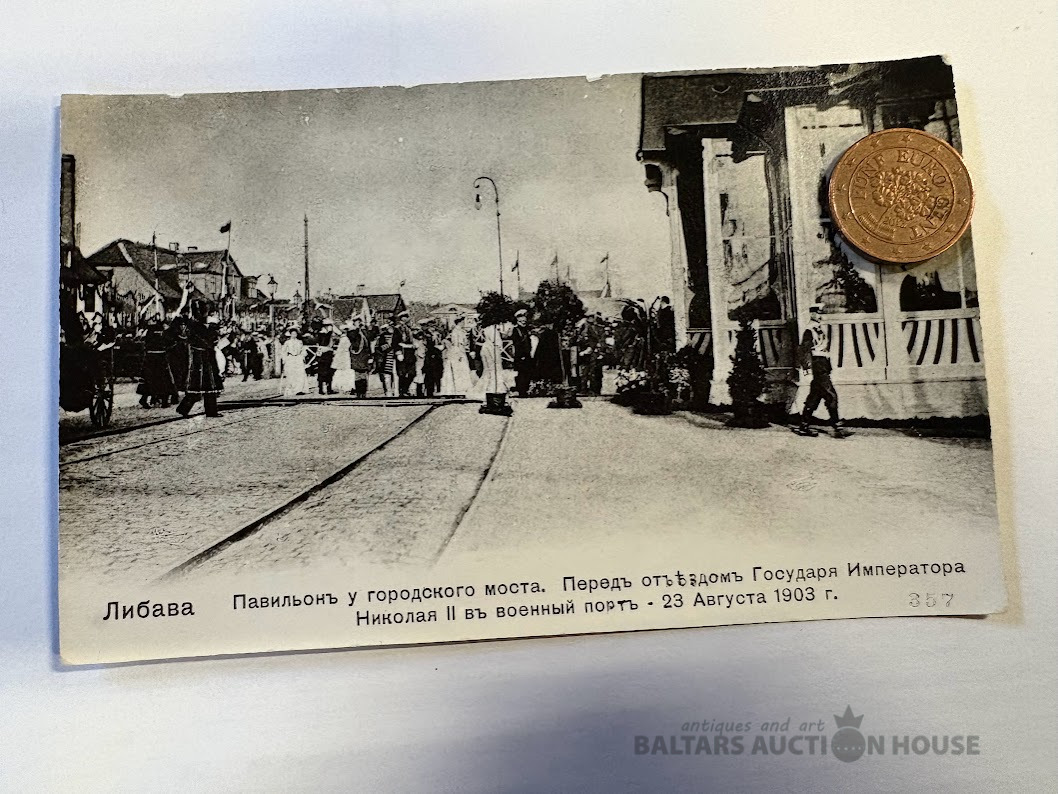 FÜNF EURO
CENT
Либава
Павильонъ у городского моста. Передъ отъѣздомъ Государя Императора
Николая II въ военный портъ - 23 Августа 1903 г.
357
antiques and art
BALTARS AUCTION HOUSE